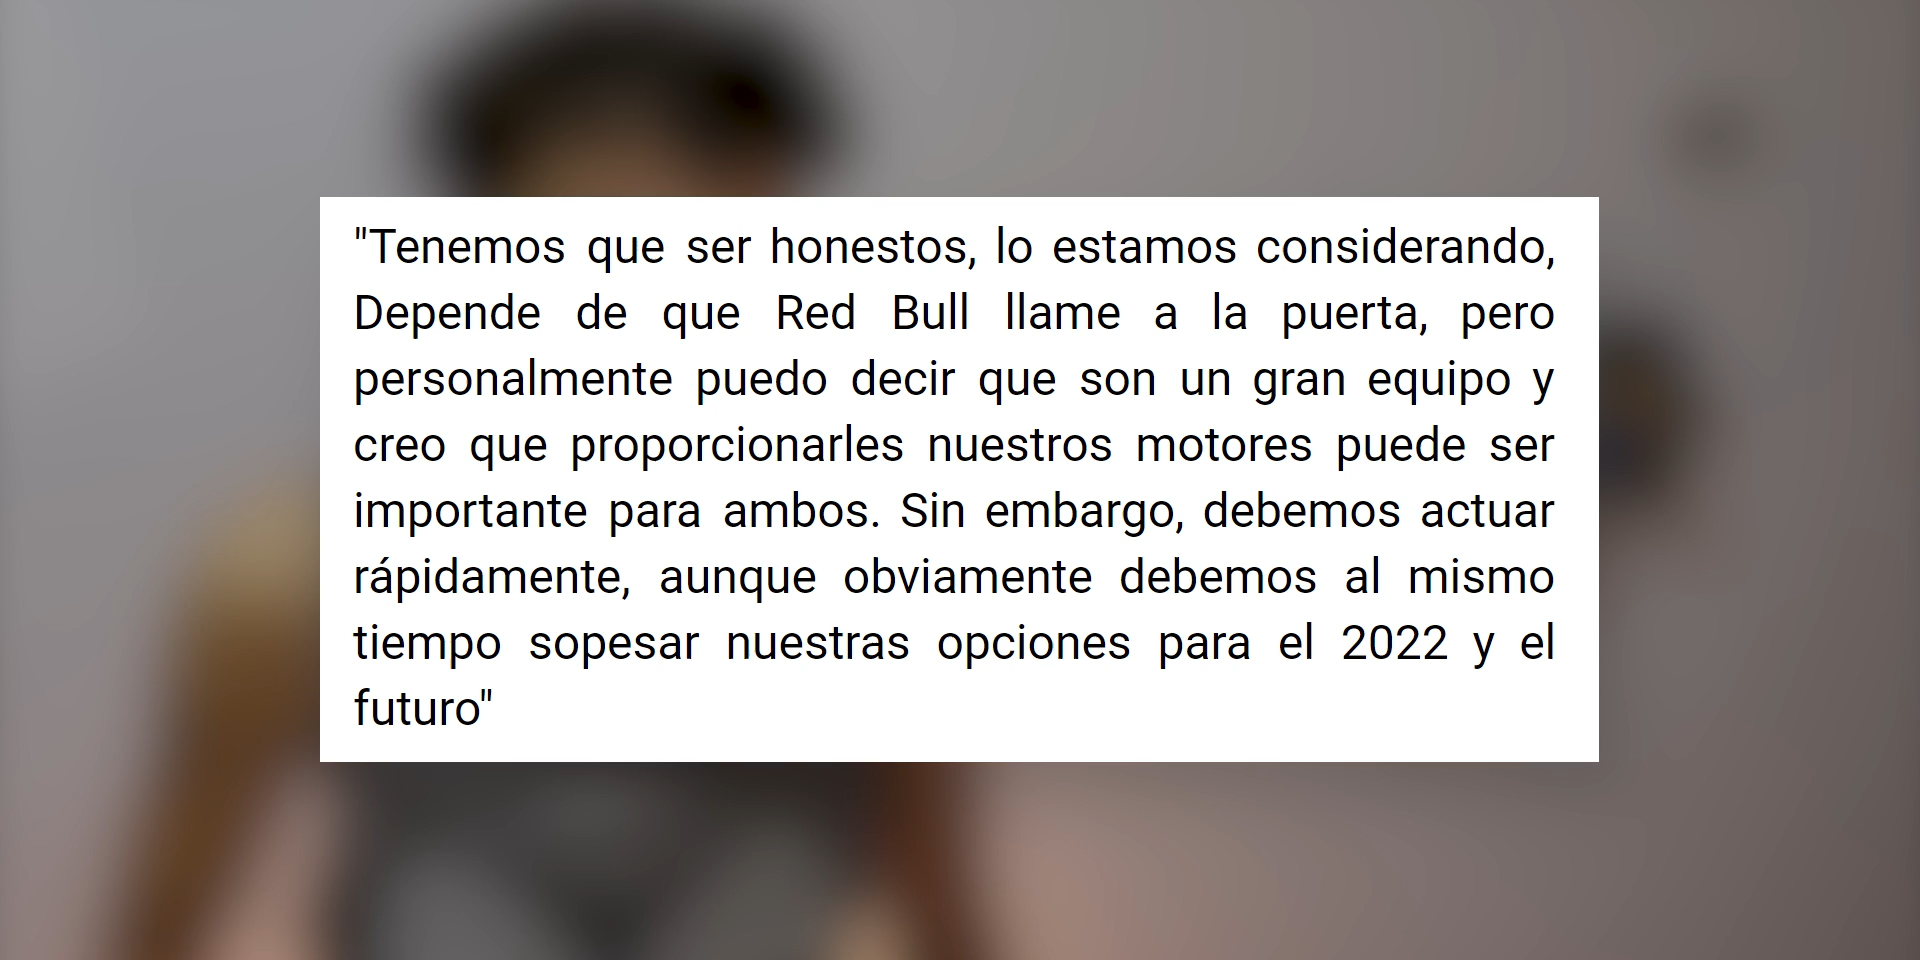 "Tenemos que ser honestos, lo estamos considerando,
Depende de que Red Bull llame a la puerta, pero
personalmente puedo decir que son un gran equipo y
creo que proporcionarles nuestros motores puede ser
importante para ambos. Sin embargo, debemos actuar
rápidamente, aunque obviamente debemos al mismo
tiempo sopesar nuestras opciones para el 2022 y el
futuro"